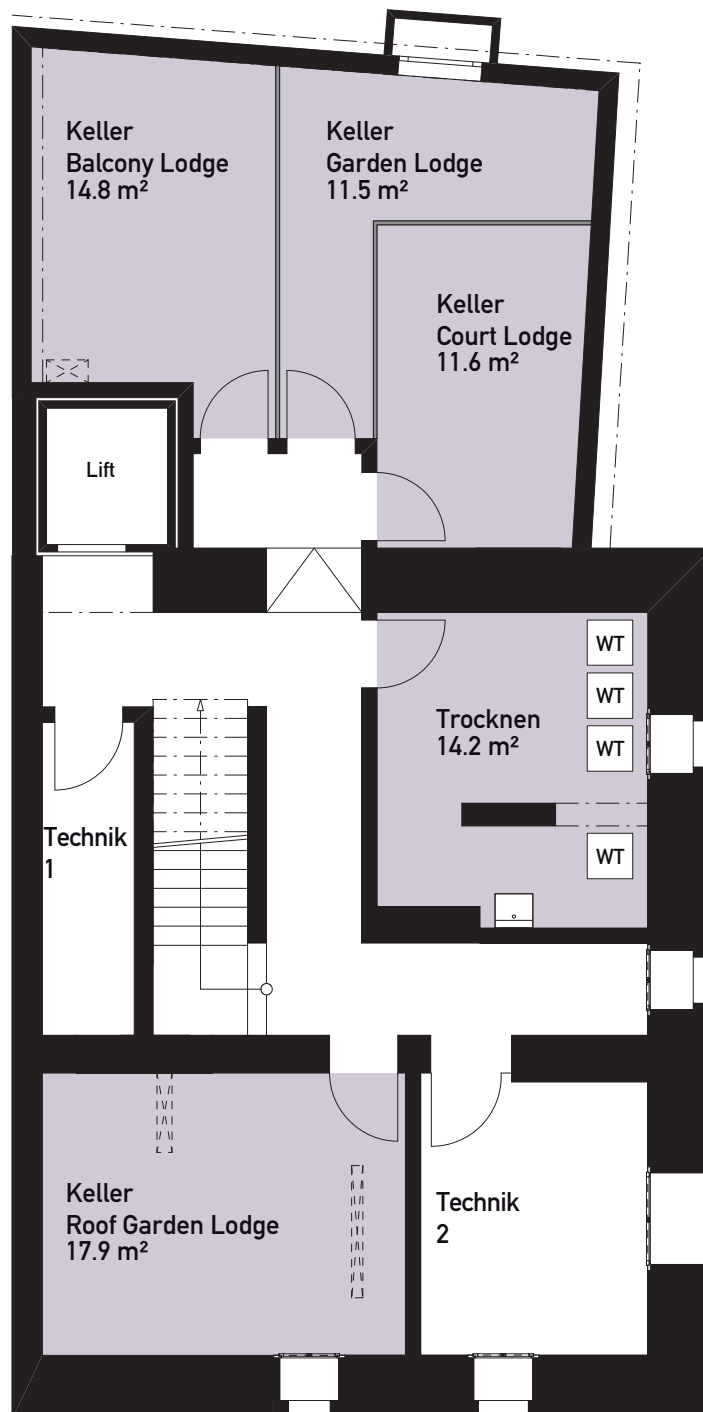 Keller
Balcony Lodge
14.8 m²
Keller
Garden Lodge
11.5 m²
Keller
Court Lodge
11.6 m²
Lift
WT
WT
WT
Trocknen
14.2 m²
WT
Technik
1
Keller
Roof Garden Lodge
17.9 m²
Technik
2